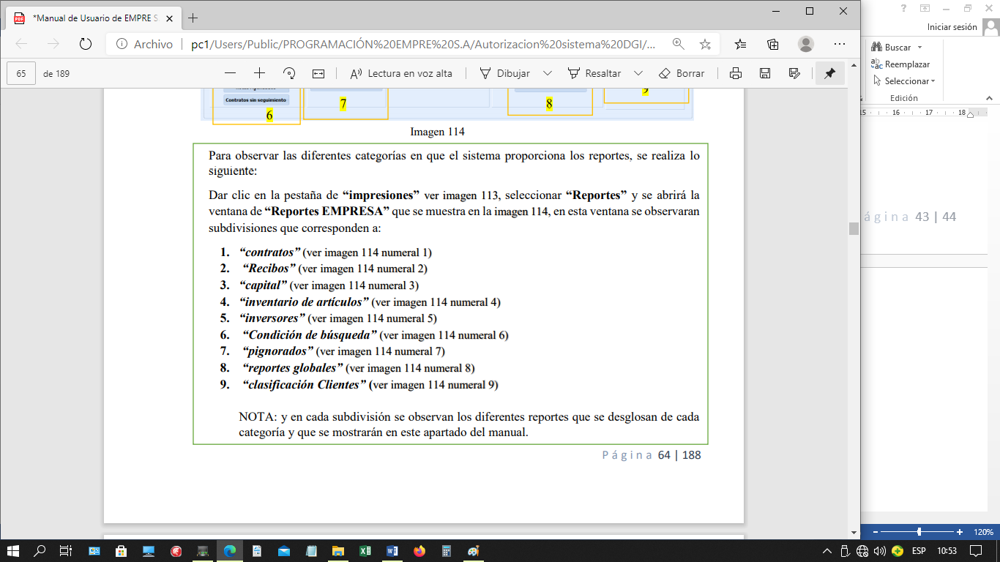 *Manual de Usuario de EMPRE S
Archivo
pc1/Users/Public/PROGRAMACIÓN%20EMPRE%20S.A/Autorizacion%20sistema%20DGI/...
65 de 189
Lectura en voz alta
Dibujar
Resaltar
Borrar
Iniciar sesión
Buscar
Reemplazar
Seleccionar
Edición
15 16 17 18
Contratos sin seguimiento
6
7
8
9
Imagen 114
Para observar las diferentes categorías en que el sistema proporciona los reportes, se realiza lo
siguiente:
Dar clic en la pestaña de “impresiones” ver imagen 113, seleccionar “Reportes” y se abrirá la
ventana de “Reportes EMPRESA” que se muestra en la imagen 114, en esta ventana se observaran
subdivisiones que corresponden a:
1. “contratos” (ver imagen 114 numeral 1)
2. “Recibos” (ver imagen 114 numeral 2)
3. “capital” (ver imagen 114 numeral 3)
4. “inventario de artículos” (ver imagen 114 numeral 4)
5. “inversores” (ver imagen 114 numeral 5)
6. “Condición de búsqueda” (ver imagen 114 numeral 6)
7. “pignorados” (ver imagen 114 numeral 7)
8. “reportes globales” (ver imagen 114 numeral 8)
9. “clasificación Clientes” (ver imagen 114 numeral 9)
NOTA: y en cada subdivisión se observan los diferentes reportes que se desglosan de cada
categoría y que se mostrarán en este apartado del manual.
Página 64 | 188
ágina 43 | 44
120%
ESP 10:53